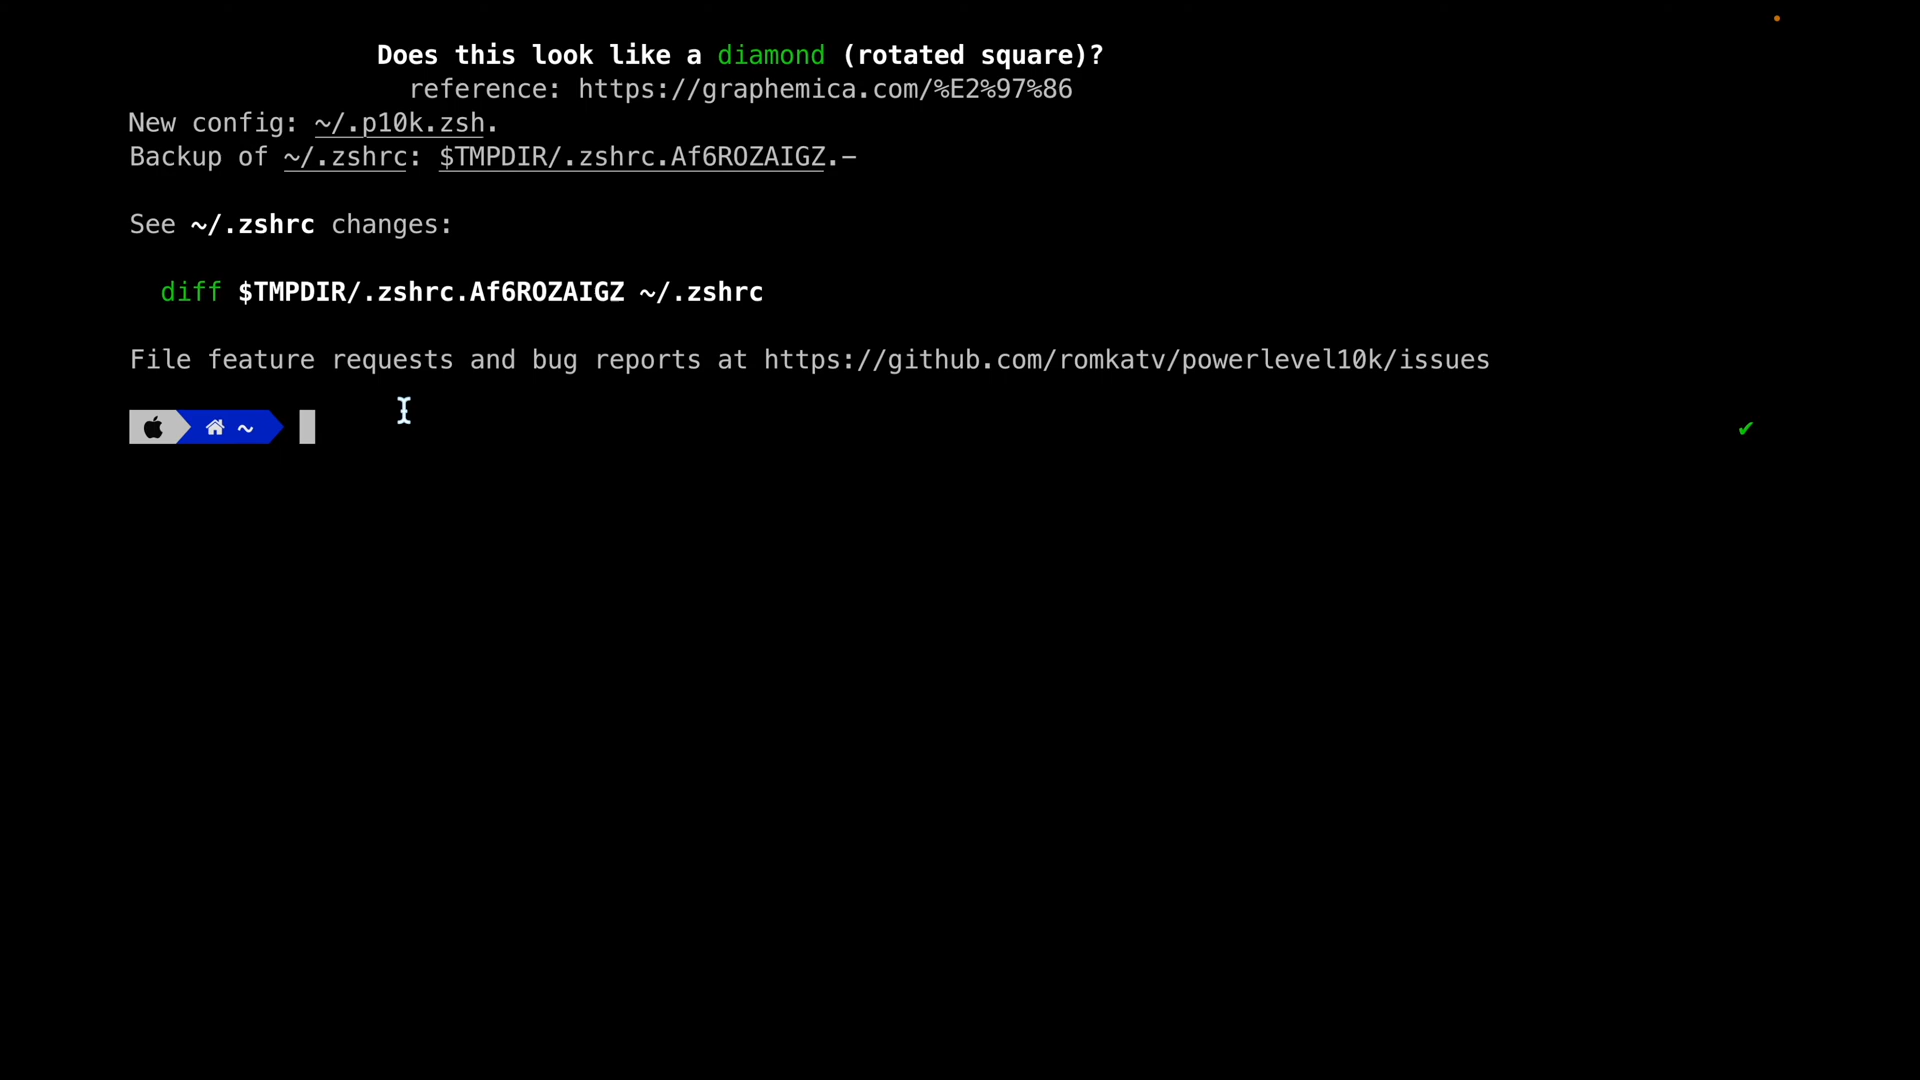 Does this look like a diamond (rotated square)?
reference: https://graphemica.com/%E2%97%86
New config: ~/.p10k.zsh.
Backup of ~/.zshrc: $TMPDIR/.zshrc.Af6ROZAIGZ.-
See ~/.zshrc changes:
diff $TMPDIR/.zshrc.Af6ROZAIGZ ~/.zshrc
File feature requests and bug reports at https://github.com/romkatv/powerlevel10k/issues
~ ✔